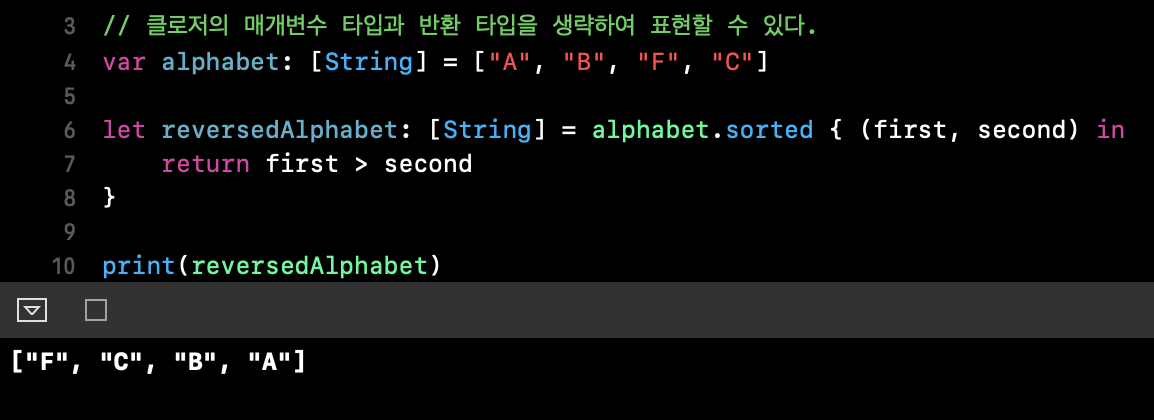 3 // 클로저의 매개변수 타입과 반환 타입을 생략하여 표현할 수 있다.
4 var alphabet: [String] = ["A", "B", "F", "C"]
5
6 let reversedAlphabet: [String] = alphabet.sorted { (first, second) in
7     return first > second
8 }
9
10 print(reversedAlphabet)
["F", "C", "B", "A"]